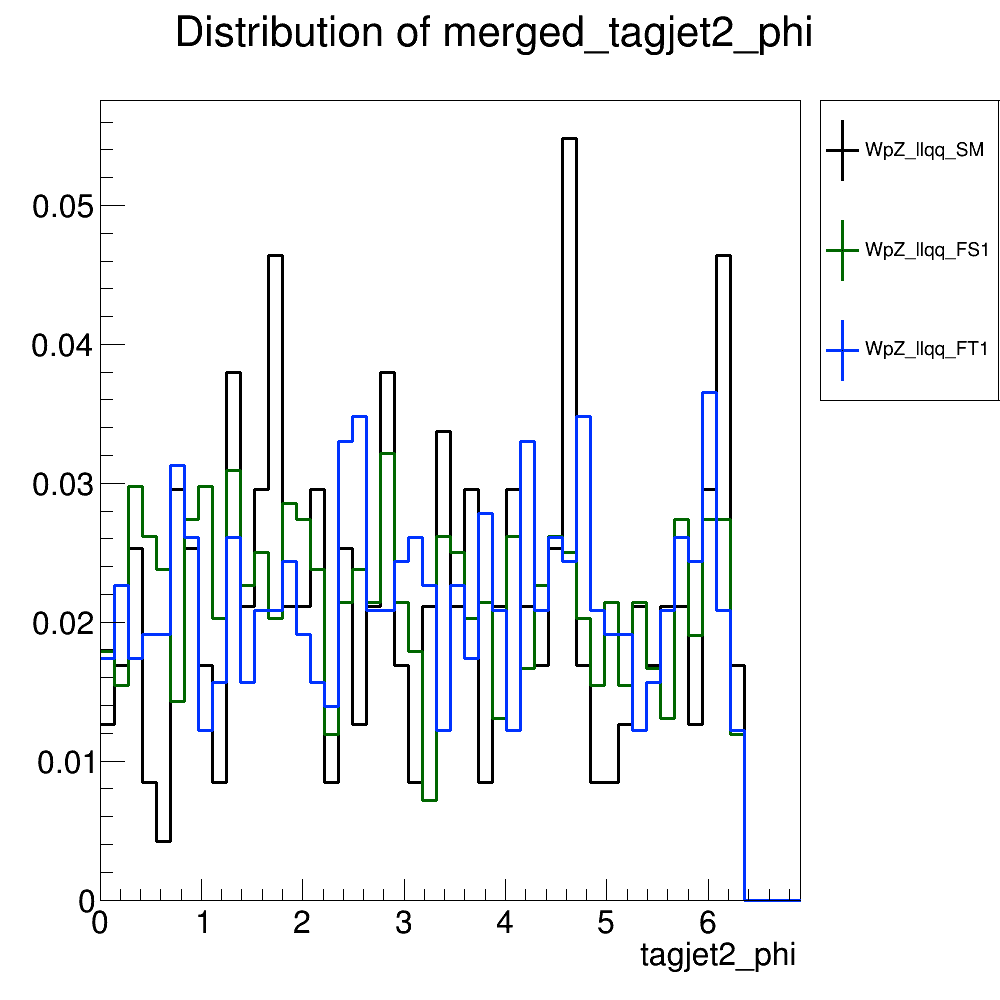 Distribution of merged_tagjet2_phi
WpZ_llqq_SM
WpZ_llqq_FS1
WpZ_llqq_FT1
0.05
0.04
0.03
0.02
0.01
0
0 1 2 3 4 5 6
tagjet2_phi